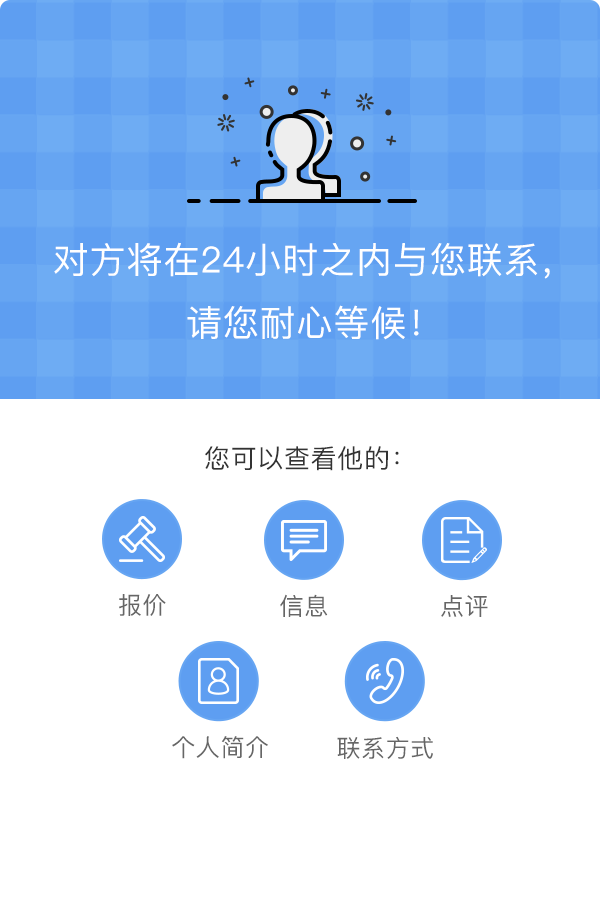 对方将在24小时之内与您联系，
请您耐心等候！
您可以查看他的：
报价
信息
点评
个人简介
联系方式